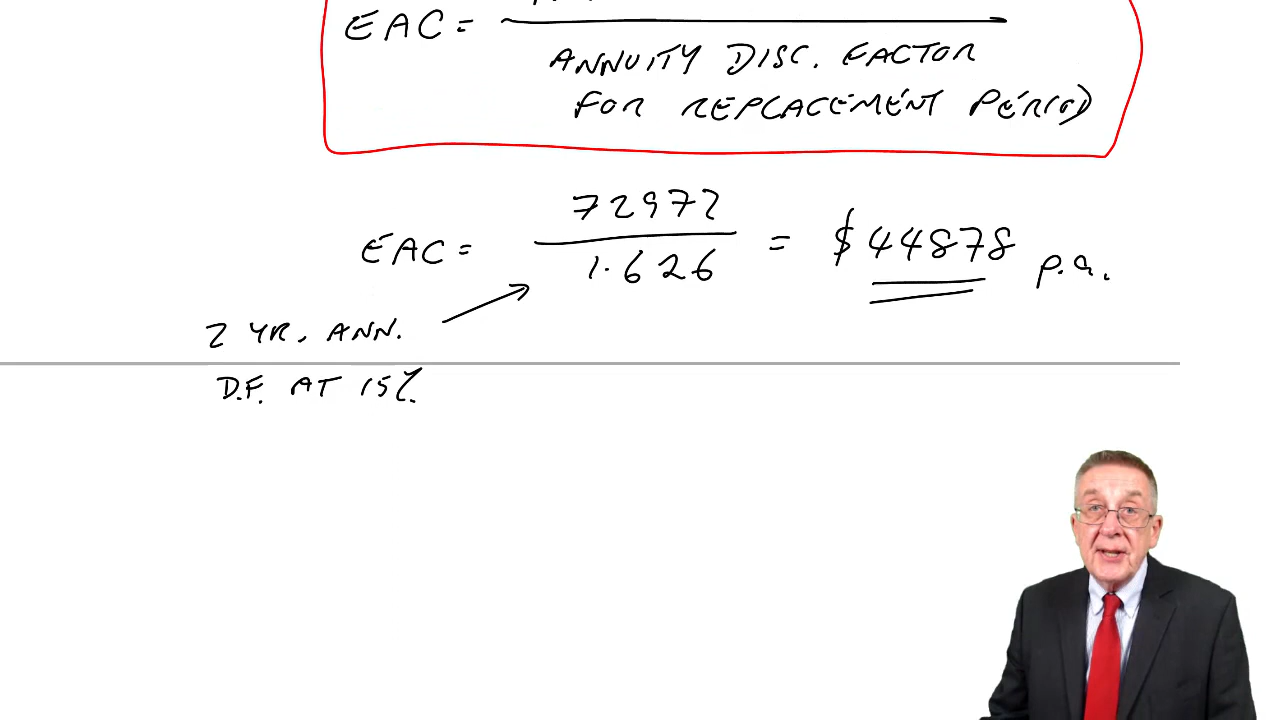 EAC =
ANNUITY DISC. FACTOR
FOR REPLACEMENT PERIOD
72972
EAC = = $44878 p.a.
1.626
2 YR. ANN.
D.F. AT 15%